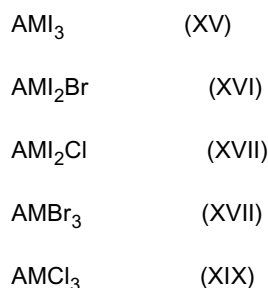 AMI₃ (XV)
AMI₂Br (XVI)
AMI₂Cl (XVII)
AMBr₃ (XVII)
AMCl₃ (XIX)